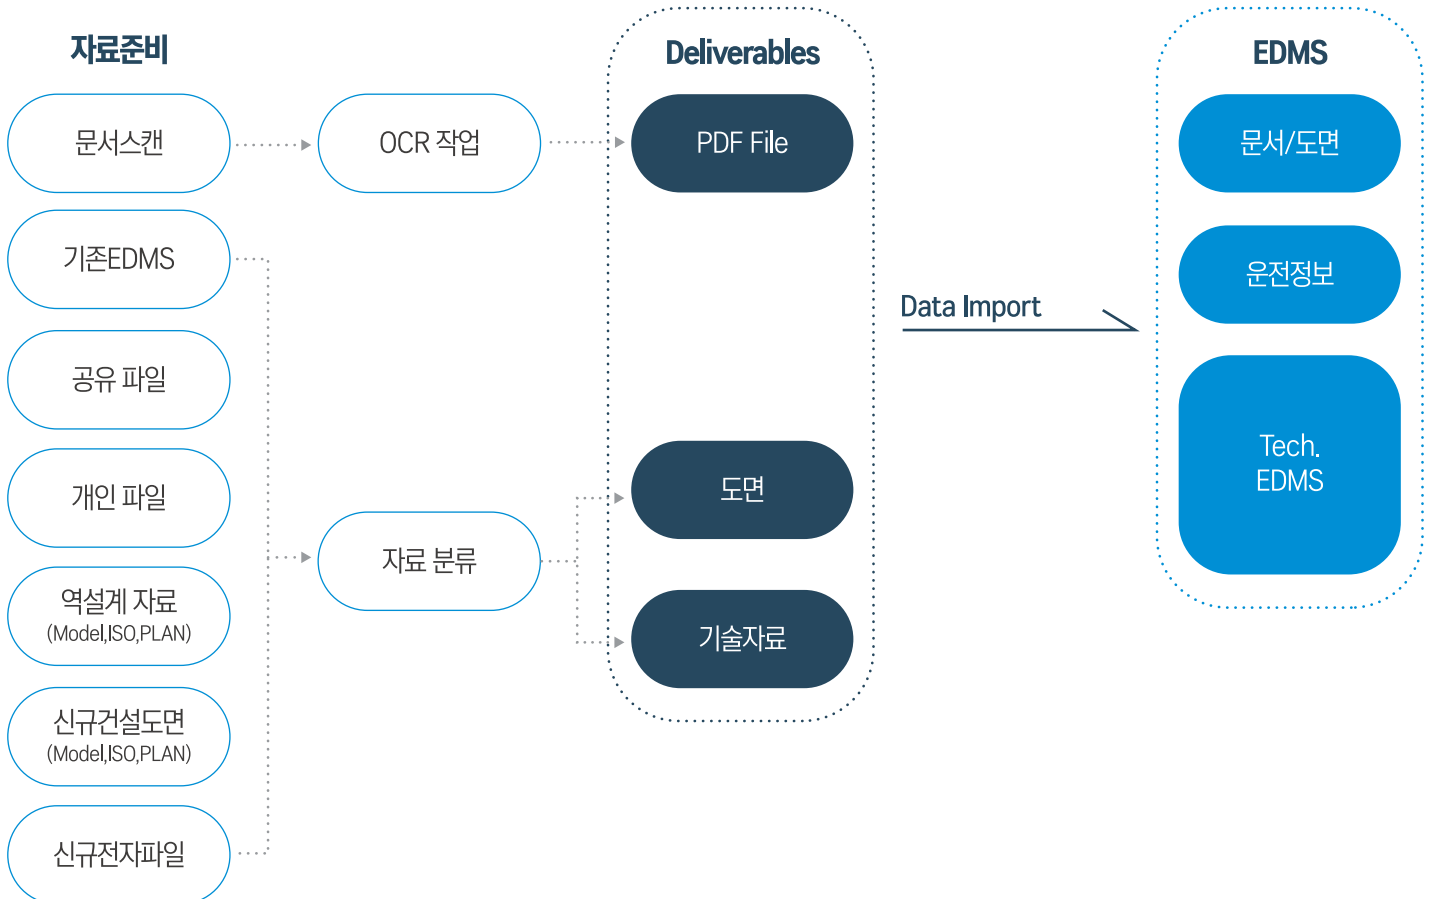 자료준비
문서스캔
기존EDMS
공유 파일
개인 파일
역설계 자료
(Model,ISO,PLAN)
신규건설도면
(Model,ISO,PLAN)
신규전자파일
OCR 작업
자료 분류
Deliverables
PDF File
도면
기술자료
Data Import
EDMS
문서/도면
운전정보
Tech.
EDMS